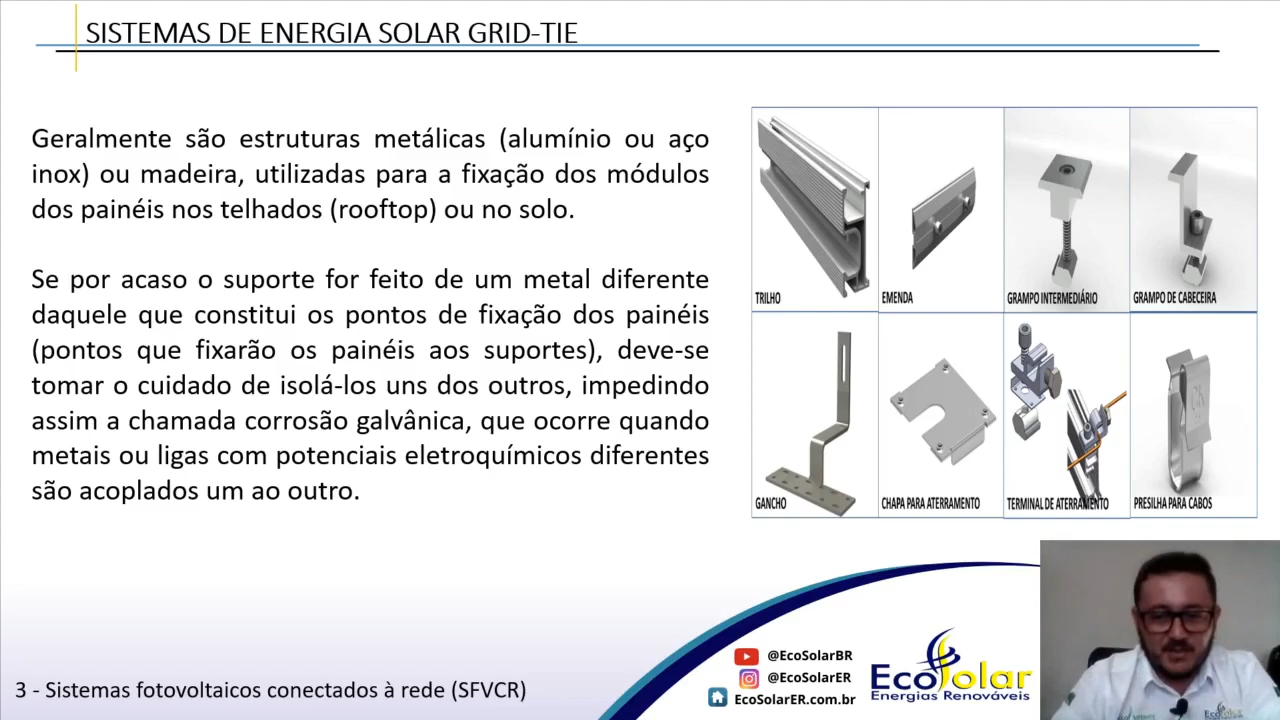 SISTEMAS DE ENERGIA SOLAR GRID-TIE
Geralmente são estruturas metálicas (alumínio ou aço
inox) ou madeira, utilizadas para a fixação dos módulos
dos painéis nos telhados (rooftop) ou no solo.
Se por acaso o suporte for feito de um metal diferente
daquele que constitui os pontos de fixação dos painéis
(pontos que fixarão os painéis aos suportes), deve-se
tomar o cuidado de isolá-los uns dos outros, impedindo
assim a chamada corrosão galvânica, que ocorre quando
metais ou ligas com potenciais eletroquímicos diferentes
são acoplados um ao outro.
TRILHO
EMENDA
GRAMPO INTERMEDIÁRIO
GRAMPO DE CABECEIRA
GANCHO
CHAPA PARA ATERRAMENTO
TERMINAL DE ATERRAMENTO
PRESILHA PARA CABOS
@EcoSolarBR
@EcoSolarER
EcoSolarER.com.br
EcoSolar
Energias Renováveis
3 - Sistemas fotovoltaicos conectados à rede (SFVCR)